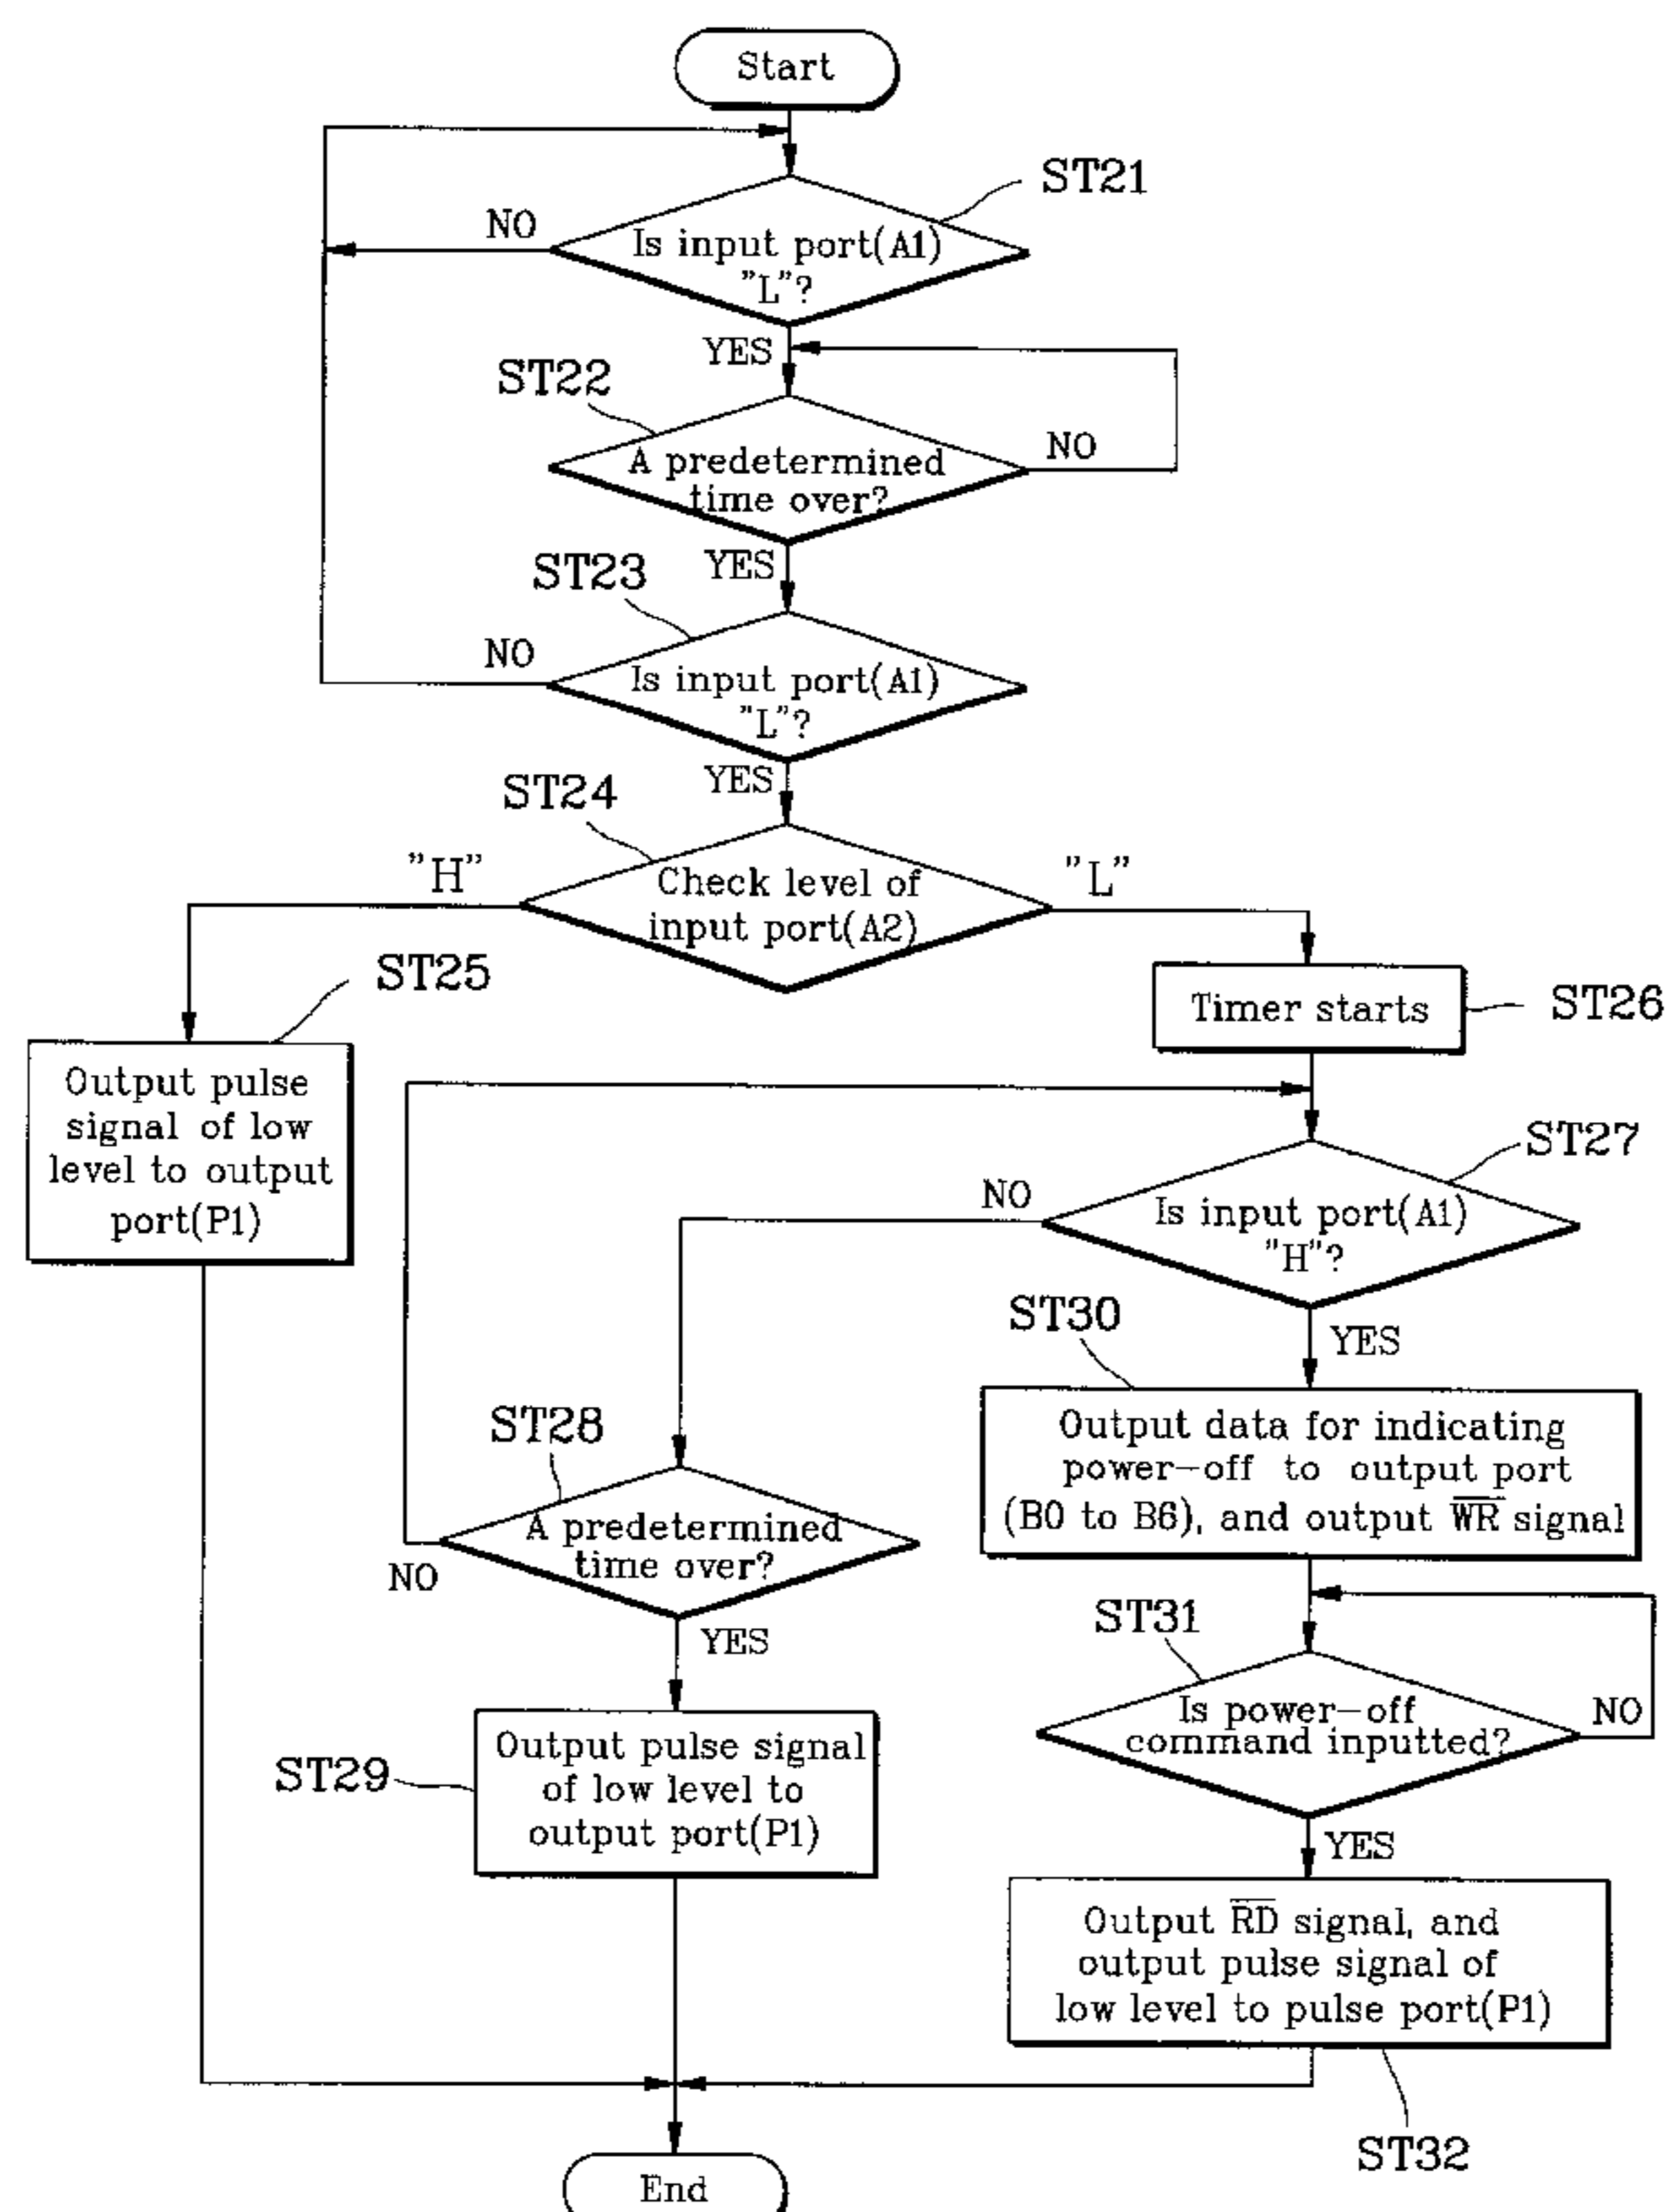 Start
ST21
NO
Is input port(A1)
"L"?
YES
ST22
A predetermined
time over?
NO
YES
ST23
NO
Is input port(A1)
"L"?
YES
ST24
"H"
Check level of
input port(A2)
"L"
ST25
Output pulse
signal of low
level to output
port(P1)
Timer starts
ST26
ST27
NO
Is input port(A1)
"H"?
YES
ST30
Output data for indicating
power-off to output port
(B0 to B6), and output W̅R̅ signal
ST28
A predetermined
time over?
NO
YES
ST31
Is power-off
command inputted?
NO
YES
ST29
Output pulse signal
of low level to
output port(P1)
Output R̅D̅ signal, and
output pulse signal of
low level to pulse port(P1)
ST32
End